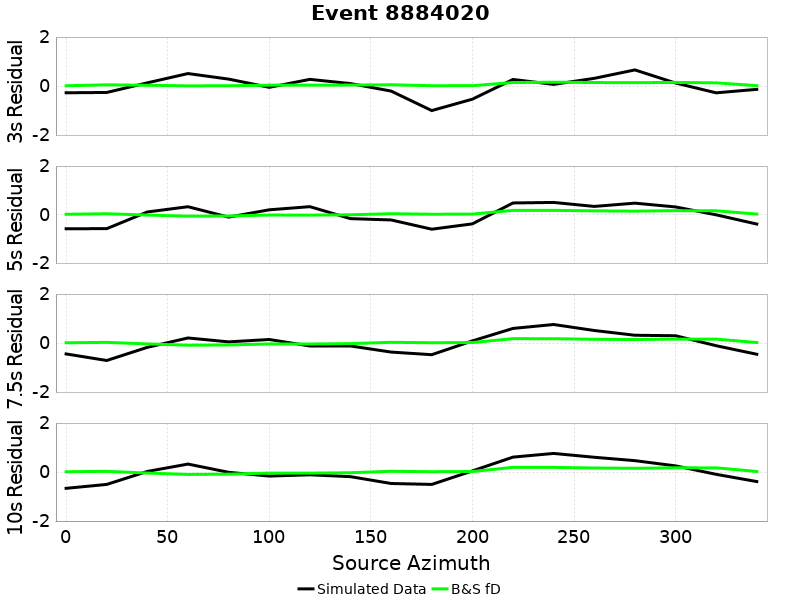 Event 8884020
3s Residual
2
0
-2
5s Residual
2
0
-2
7.5s Residual
2
0
-2
10s Residual
2
0
-2
0 50 100 150 200 250 300
Source Azimuth
Simulated Data B&S fD